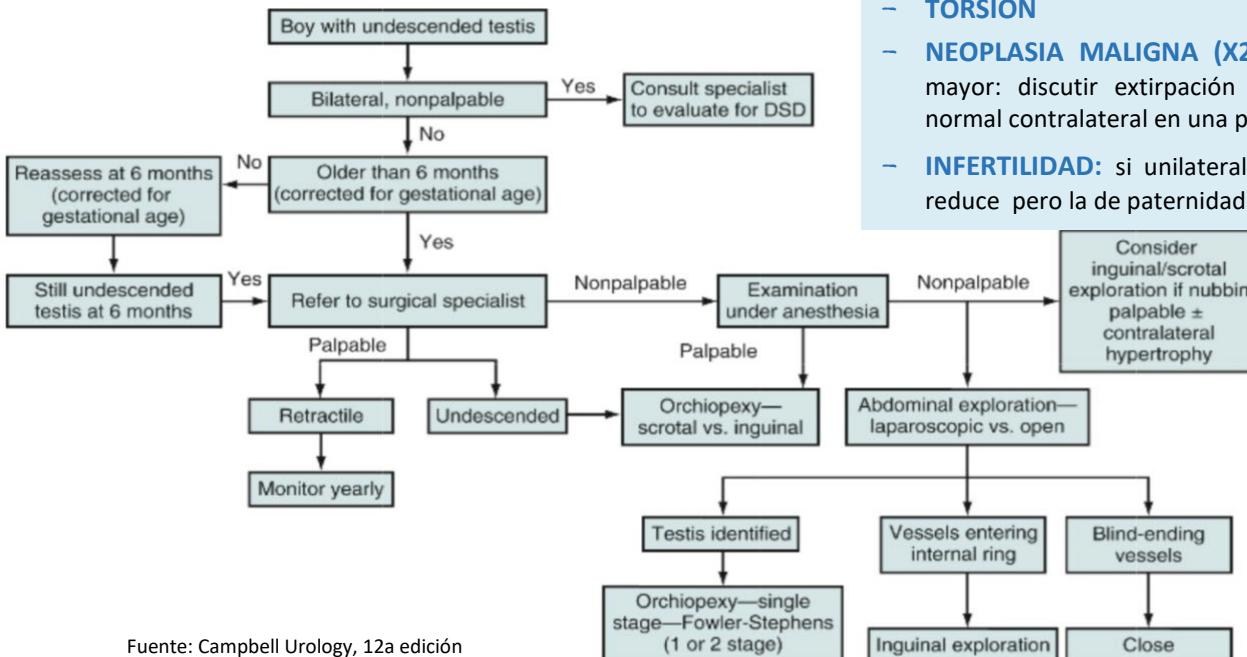 Boy with undescended testis
Bilateral, nonpalpable
Yes
Consult specialist
to evaluate for DSD
No
Older than 6 months
(corrected for gestational age)
No
Reassess at 6 months
(corrected for
gestational age)
Yes
Still undescended
testis at 6 months
Yes
Refer to surgical specialist
Nonpalpable
Examination
under anesthesia
Nonpalpable
Consider
inguinal/scrotal
exploration if nubbin
palpable ±
contralateral
hypertrophy
Palpable
Retractile
Undescended
Monitor yearly
Palpable
Orchiopexy—
scrotal vs. inguinal
Abdominal exploration—
laparoscopic vs. open
Testis identified
Vessels entering
internal ring
Blind-ending
vessels
Orchiopexy—single
stage—Fowler-Stephens
(1 or 2 stage)
Inguinal exploration
Close
– TORSIÓN
– NEOPLASIA MALIGNA (X2
mayor: discutir extirpación
normal contralateral en una
– INFERTILIDAD: si unilateral
reduce pero la de paternidad
Fuente: Campbell Urology, 12a edición